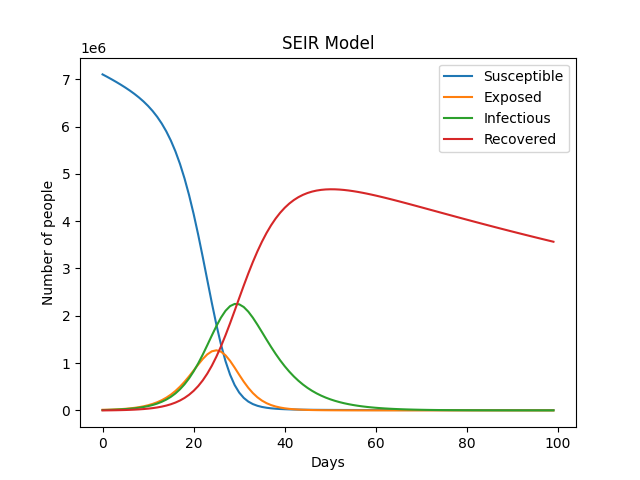 SEIR Model
1e6
7
6
5
4
3
2
1
0
Number of people
Susceptible
Exposed
Infectious
Recovered
0 20 40 60 80 100
Days